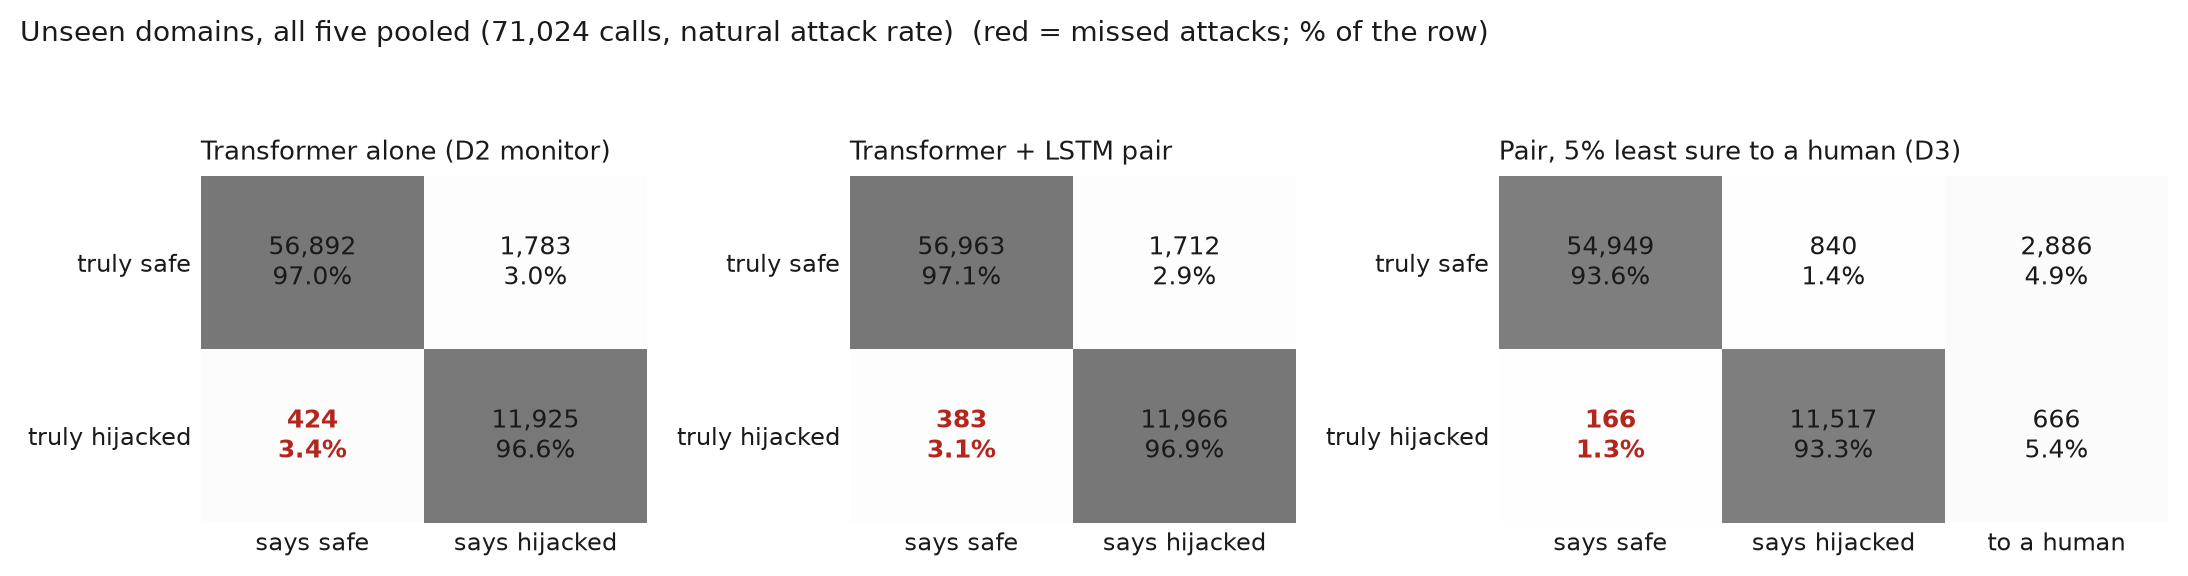 Unseen domains, all five pooled (71,024 calls, natural attack rate)  (red = missed attacks; % of the row)
Transformer alone (D2 monitor)
truly safe
56,892
97.0%
1,783
3.0%
truly hijacked
424
3.4%
11,925
96.6%
says safe
says hijacked
Transformer + LSTM pair
truly safe
56,963
97.1%
1,712
2.9%
truly hijacked
383
3.1%
11,966
96.9%
says safe
says hijacked
Pair, 5% least sure to a human (D3)
truly safe
54,949
93.6%
840
1.4%
2,886
4.9%
truly hijacked
166
1.3%
11,517
93.3%
666
5.4%
says safe
says hijacked
to a human